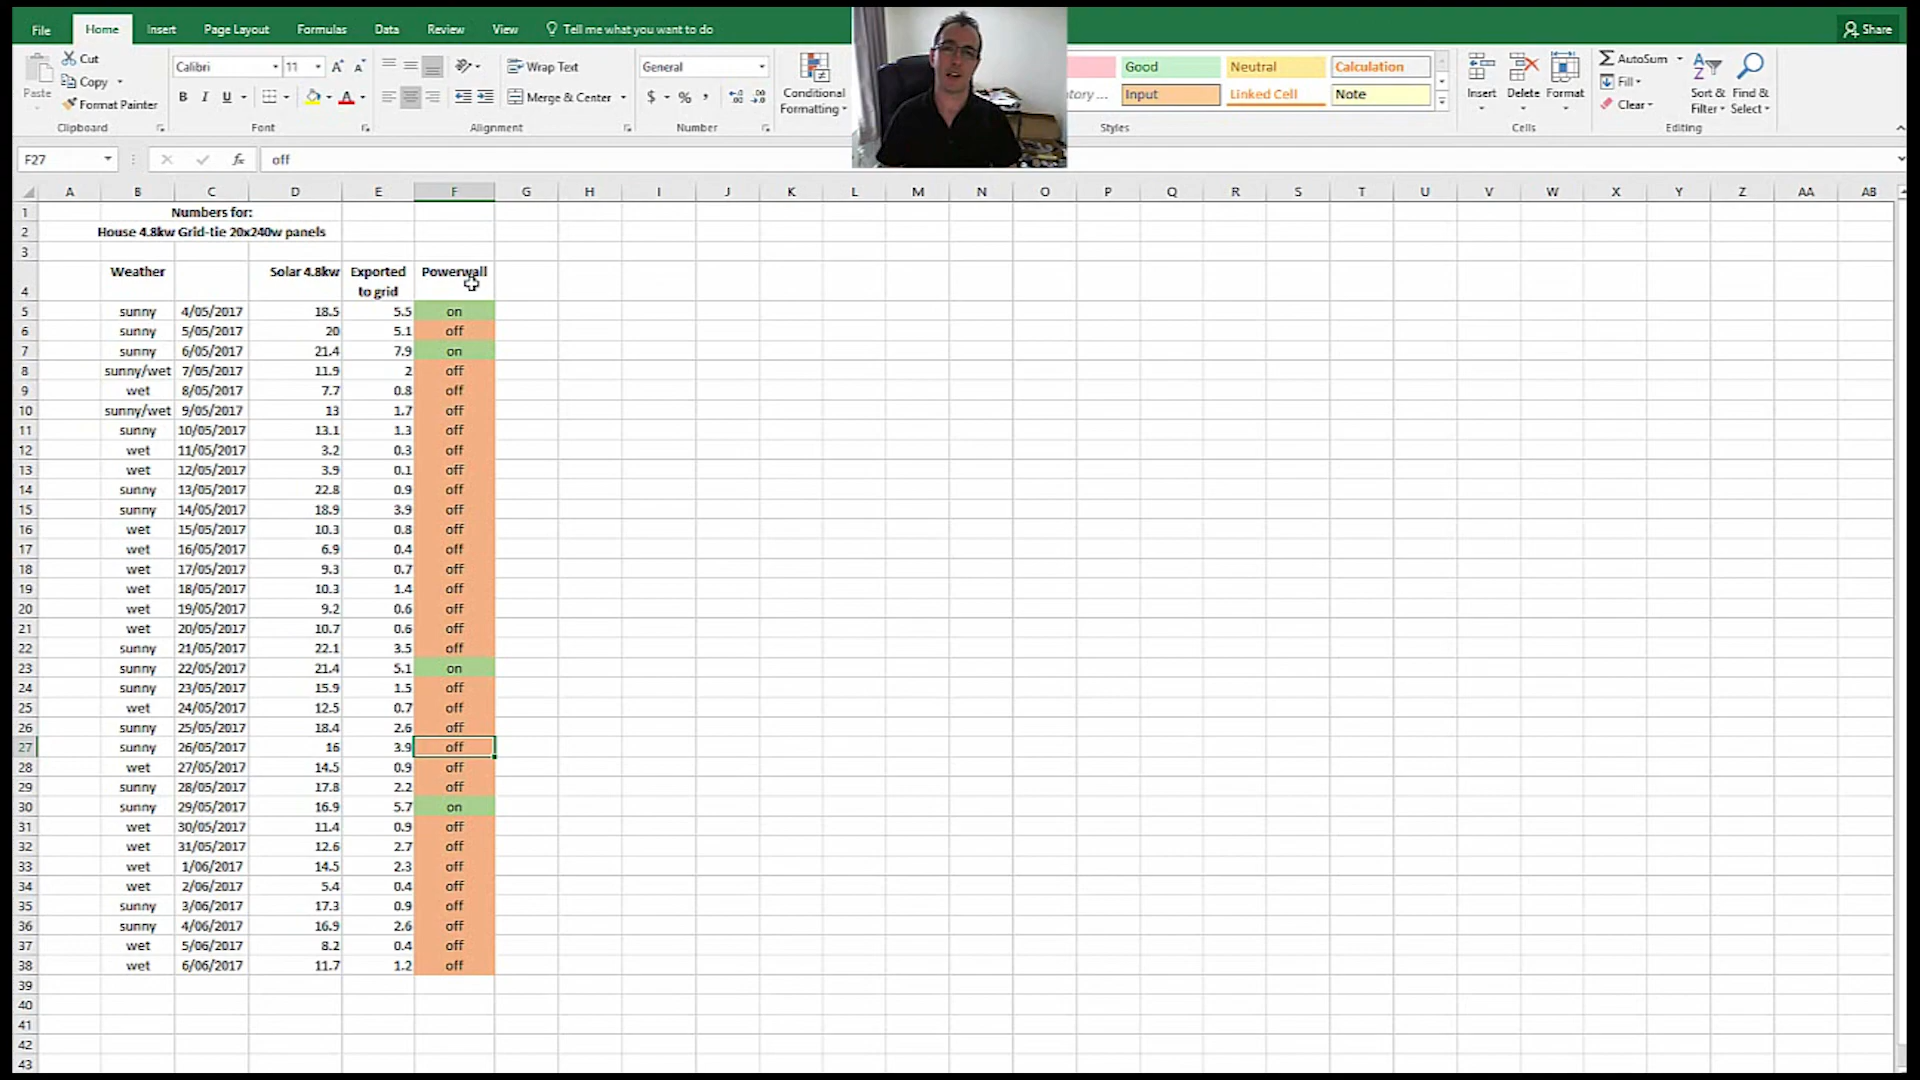 File Home Insert Page Layout Formulas Data Review View Tell me what you want to do Share
Cut
Copy
Format Painter
Paste
Clipboard
Calibri 11
B I U
Font
Wrap Text
Merge & Center
Alignment
General
$ %
Number
Conditional Formatting
Good Neutral Calculation
Input Linked Cell Note
Styles
Insert Delete Format
Cells
AutoSum
Fill
Clear
Sort & Filter
Find & Select
Editing
F27 fx off
A B C D E F G H I J K L M N O P Q R S T U V W X Y Z AA AB
1 Numbers for:
2 House 4.8kw Grid-tie 20x240w panels
3
4 Weather Solar 4.8kw Exported to grid Powerwall
5 sunny 4/05/2017 18.5 5.5 on
6 sunny 5/05/2017 20 5.1 off
7 sunny 6/05/2017 21.4 7.9 on
8 sunny/wet 7/05/2017 11.9 2 off
9 wet 8/05/2017 7.7 0.8 off
10 sunny/wet 9/05/2017 13 1.7 off
11 sunny 10/05/2017 13.1 1.3 off
12 wet 11/05/2017 3.2 0.3 off
13 wet 12/05/2017 3.9 0.1 off
14 sunny 13/05/2017 22.8 0.9 off
15 sunny 14/05/2017 18.9 3.9 off
16 wet 15/05/2017 10.3 0.8 off
17 wet 16/05/2017 6.9 0.4 off
18 wet 17/05/2017 9.3 0.7 off
19 wet 18/05/2017 10.3 1.4 off
20 wet 19/05/2017 9.2 0.6 off
21 wet 20/05/2017 10.7 0.6 off
22 sunny 21/05/2017 22.1 3.5 off
23 sunny 22/05/2017 21.4 5.1 on
24 sunny 23/05/2017 15.9 1.5 off
25 wet 24/05/2017 12.5 0.7 off
26 sunny 25/05/2017 18.4 2.6 off
27 sunny 26/05/2017 16 3.9 off
28 wet 27/05/2017 14.5 0.9 off
29 sunny 28/05/2017 17.8 2.2 off
30 sunny 29/05/2017 16.9 5.7 on
31 wet 30/05/2017 11.4 0.9 off
32 wet 31/05/2017 12.6 2.7 off
33 wet 1/06/2017 14.5 2.3 off
34 wet 2/06/2017 5.4 0.4 off
35 sunny 3/06/2017 17.3 0.9 off
36 sunny 4/06/2017 16.9 2.6 off
37 wet 5/06/2017 8.2 0.4 off
38 wet 6/06/2017 11.7 1.2 off
39
40
41
42
43